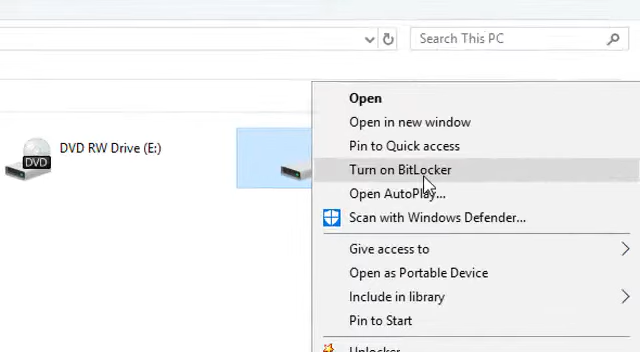 Search This PC
DVD RW Drive (E:)
DVD
Open
Open in new window
Pin to Quick access
Turn on BitLocker
Open AutoPlay...
Scan with Windows Defender...
Give access to
Open as Portable Device
Include in library
Pin to Start
Unlocker